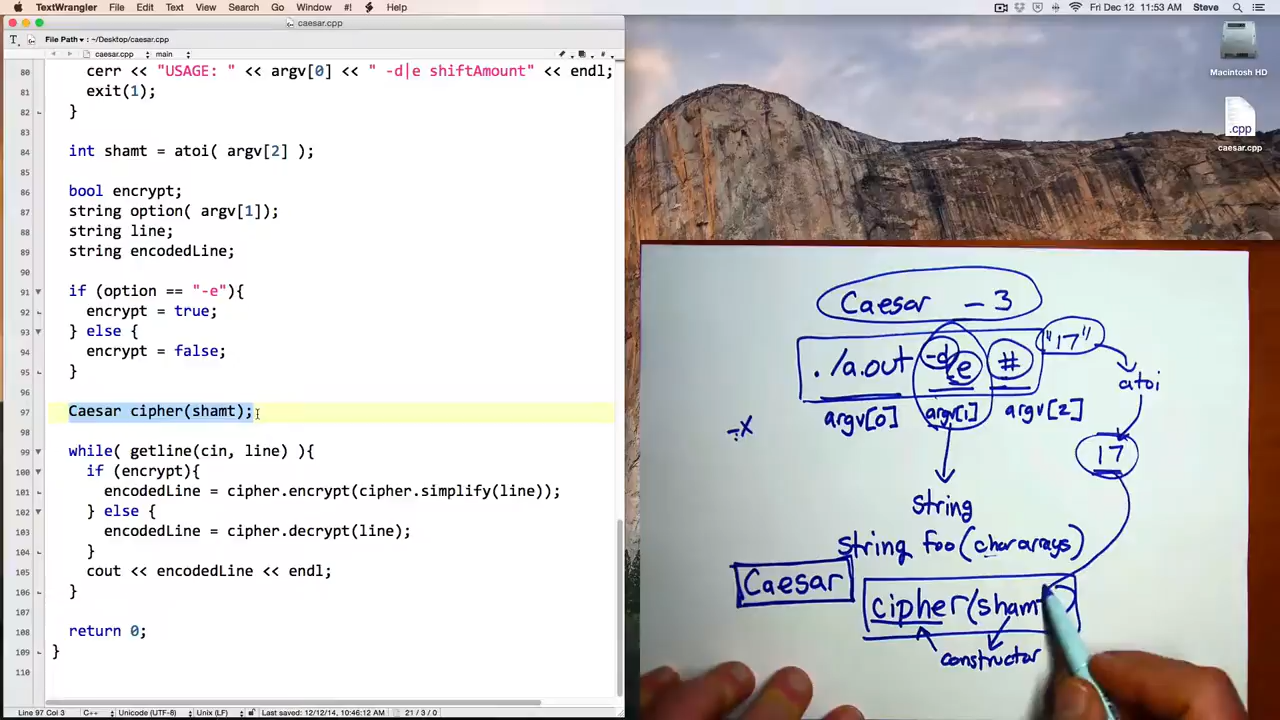 TextWrangler File Edit Text View Search Go Window #! Help Fri Dec 12 11:53 AM Steve
caesar.cpp
File Path ▾ : ~/Desktop/caesar.cpp
caesar.cpp main
80 cerr << "USAGE: " << argv[0] << " -d|e shiftAmount" << endl;
81 exit(1);
82 }
83
84 int shamt = atoi( argv[2] );
85
86 bool encrypt;
87 string option( argv[1]);
88 string line;
89 string encodedLine;
90
91 if (option == "-e"){
92 encrypt = true;
93 } else {
94 encrypt = false;
95 }
96
97 Caesar cipher(shamt);
98
99 while( getline(cin, line) ){
100 if (encrypt){
101 encodedLine = cipher.encrypt(cipher.simplify(line));
102 } else {
103 encodedLine = cipher.decrypt(line);
104 }
105 cout << encodedLine << endl;
106 }
107
108 return 0;
109 }
110
Line 97 Col 3 C++ Unicode (UTF-8) Unix (LF) Last saved: 12/12/14, 10:46:12 AM 21 / 3 / 0
Macintosh HD
.cpp
caesar.cpp
Caesar - 3
./a.out -d/e # "17"
atoi
argv[0] argv[1] argv[2]
-x
17
string
string foo(char arrays)
Caesar cipher(shamt)
constructor